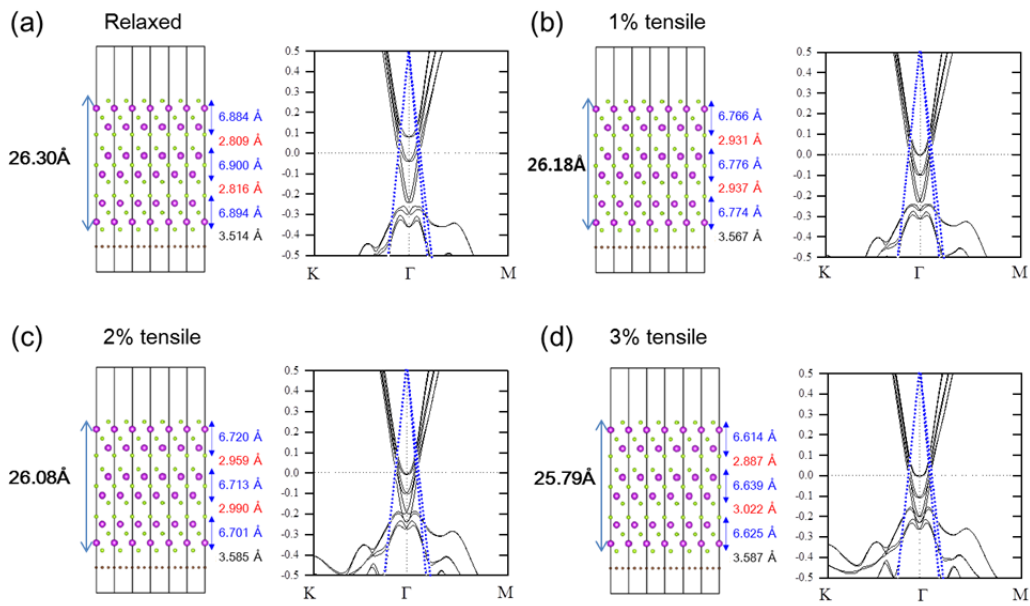 (a)
Relaxed
26.30Å
6.884 Å
2.809 Å
6.900 Å
2.816 Å
6.894 Å
3.514 Å
0.5
0.4
0.3
0.2
0.1
0.0
-0.1
-0.2
-0.3
-0.4
-0.5
K
Γ
M
(b)
1% tensile
26.18Å
6.766 Å
2.931 Å
6.776 Å
2.937 Å
6.774 Å
3.567 Å
0.5
0.4
0.3
0.2
0.1
0.0
-0.1
-0.2
-0.3
-0.4
-0.5
K
Γ
M
(c)
2% tensile
26.08Å
6.720 Å
2.959 Å
6.713 Å
2.990 Å
6.701 Å
3.585 Å
0.5
0.4
0.3
0.2
0.1
0.0
-0.1
-0.2
-0.3
-0.4
-0.5
K
Γ
M
(d)
3% tensile
25.79Å
6.614 Å
2.887 Å
6.639 Å
3.022 Å
6.625 Å
3.587 Å
0.5
0.4
0.3
0.2
0.1
0.0
-0.1
-0.2
-0.3
-0.4
-0.5
K
Γ
M